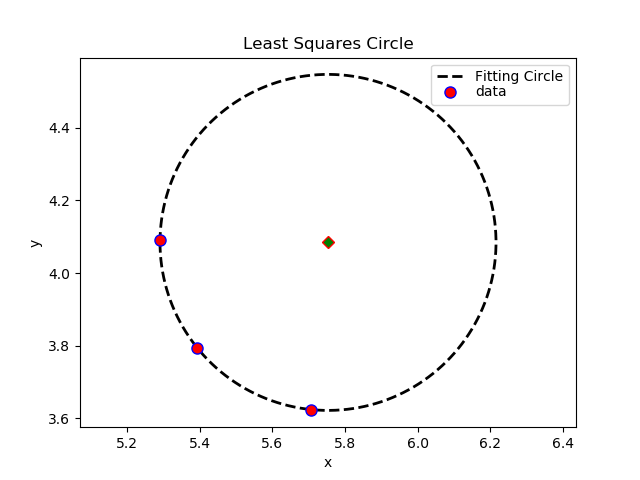 Least Squares Circle
Fitting Circle
data
y
4.4
4.2
4.0
3.8
3.6
5.2 5.4 5.6 5.8 6.0 6.2 6.4
x